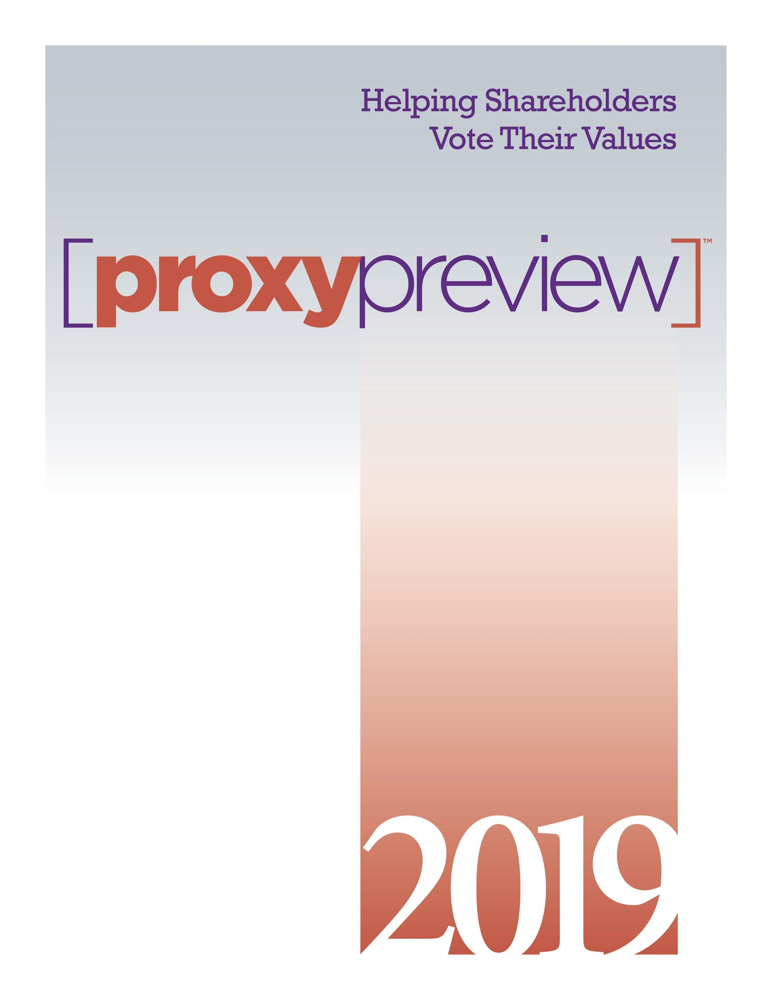 Helping Shareholders
Vote Their Values
[proxypreview]™
2019